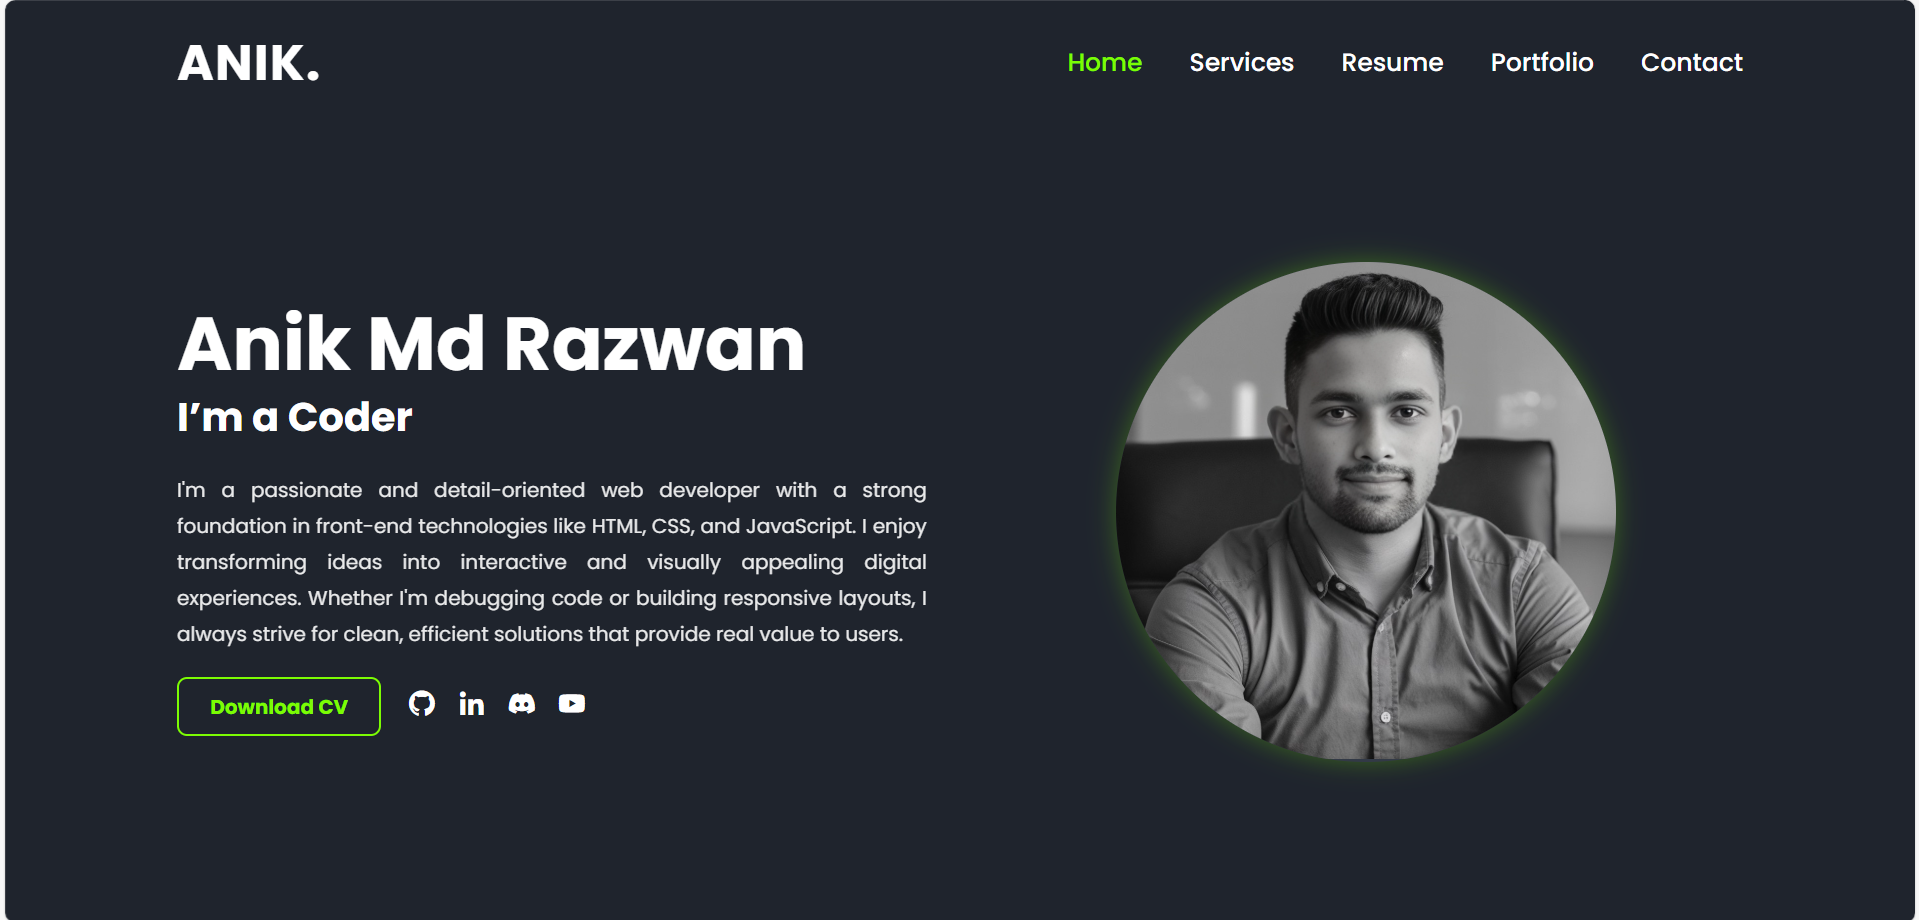 ANIK.
Home Services Resume Portfolio Contact
Anik Md Razwan
I’m a Coder
I'm a passionate and detail-oriented web developer with a strong
foundation in front-end technologies like HTML, CSS, and JavaScript. I enjoy
transforming ideas into interactive and visually appealing digital
experiences. Whether I'm debugging code or building responsive layouts, I
always strive for clean, efficient solutions that provide real value to users.
Download CV
in